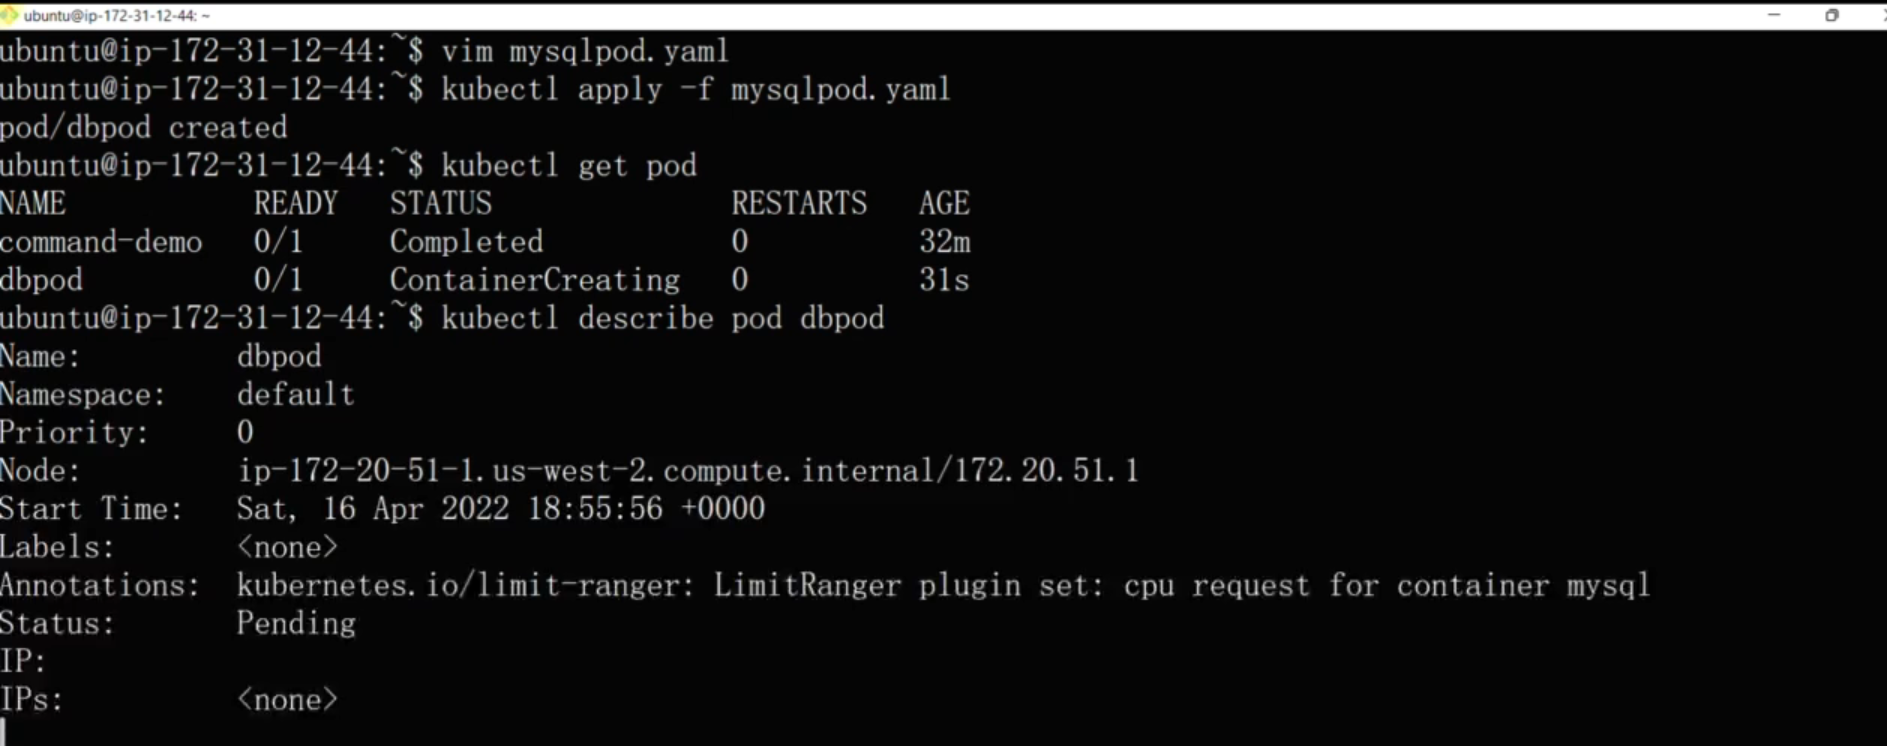 ubuntu@ip-172-31-12-44: ~
ubuntu@ip-172-31-12-44:~$ vim mysqlpod.yaml
ubuntu@ip-172-31-12-44:~$ kubectl apply -f mysqlpod.yaml
pod/dbpod created
ubuntu@ip-172-31-12-44:~$ kubectl get pod
NAME READY STATUS RESTARTS AGE
command-demo 0/1 Completed 0 32m
dbpod 0/1 ContainerCreating 0 31s
ubuntu@ip-172-31-12-44:~$ kubectl describe pod dbpod
Name: dbpod
Namespace: default
Priority: 0
Node: ip-172-20-51-1.us-west-2.compute.internal/172.20.51.1
Start Time: Sat, 16 Apr 2022 18:55:56 +0000
Labels: <none>
Annotations: kubernetes.io/limit-ranger: LimitRanger plugin set: cpu request for container mysql
Status: Pending
IP:
IPs: <none>